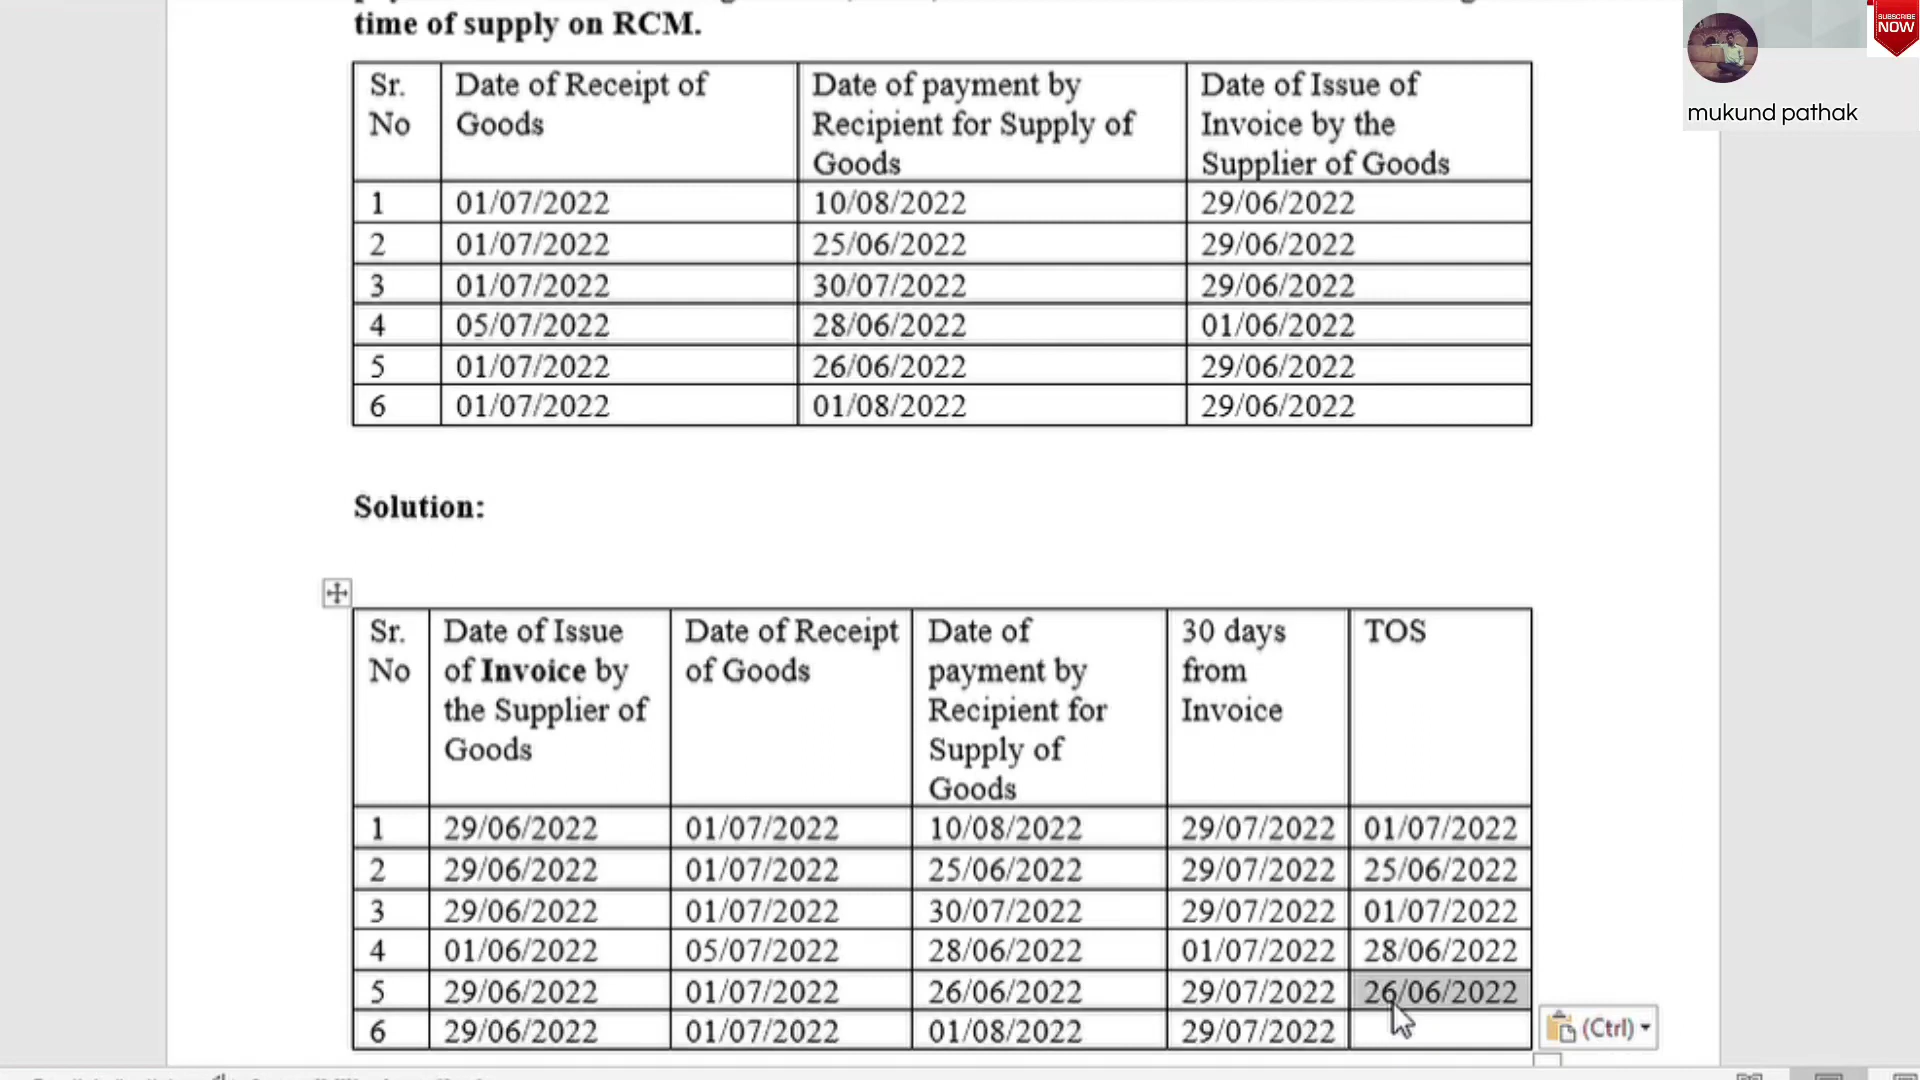 time of supply on RCM.
Sr. No | Date of Receipt of Goods | Date of payment by Recipient for Supply of Goods | Date of Issue of Invoice by the Supplier of Goods
1 | 01/07/2022 | 10/08/2022 | 29/06/2022
2 | 01/07/2022 | 25/06/2022 | 29/06/2022
3 | 01/07/2022 | 30/07/2022 | 29/06/2022
4 | 05/07/2022 | 28/06/2022 | 01/06/2022
5 | 01/07/2022 | 26/06/2022 | 29/06/2022
6 | 01/07/2022 | 01/08/2022 | 29/06/2022
Solution:
Sr. No | Date of Issue of Invoice by the Supplier of Goods | Date of Receipt of Goods | Date of payment by Recipient for Supply of Goods | 30 days from Invoice | TOS
1 | 29/06/2022 | 01/07/2022 | 10/08/2022 | 29/07/2022 | 01/07/2022
2 | 29/06/2022 | 01/07/2022 | 25/06/2022 | 29/07/2022 | 25/06/2022
3 | 29/06/2022 | 01/07/2022 | 30/07/2022 | 29/07/2022 | 01/07/2022
4 | 01/06/2022 | 05/07/2022 | 28/06/2022 | 01/07/2022 | 28/06/2022
5 | 29/06/2022 | 01/07/2022 | 26/06/2022 | 29/07/2022 | 26/06/2022
6 | 29/06/2022 | 01/07/2022 | 01/08/2022 | 29/07/2022 |
(Ctrl)
SUBSCRIBE
NOW
mukund pathak